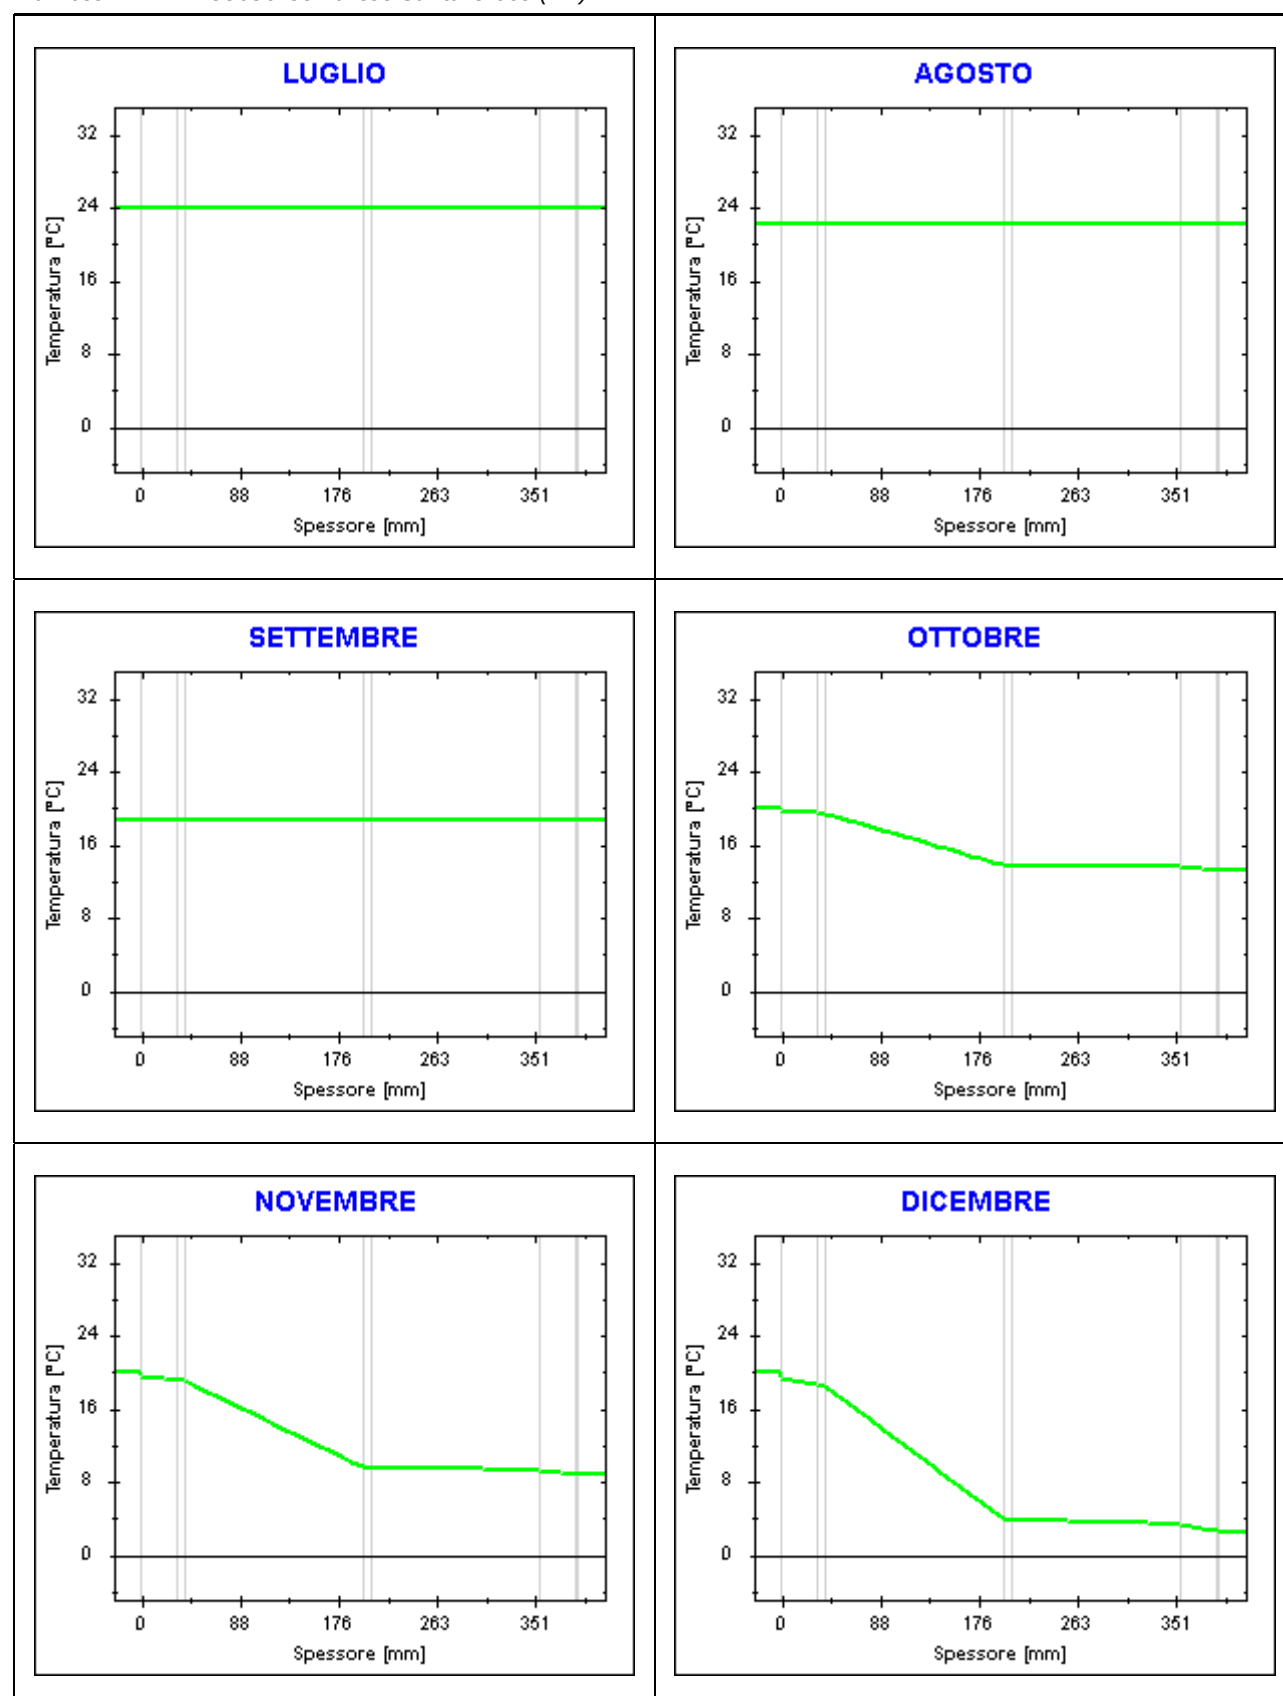 LUGLIO
32
24
16
8
0
Temperatura [°C]
0 88 176 263 351
Spessore [mm]
AGOSTO
32
24
16
8
0
Temperatura [°C]
0 88 176 263 351
Spessore [mm]
SETTEMBRE
32
24
16
8
0
Temperatura [°C]
0 88 176 263 351
Spessore [mm]
OTTOBRE
32
24
16
8
0
Temperatura [°C]
0 88 176 263 351
Spessore [mm]
NOVEMBRE
32
24
16
8
0
Temperatura [°C]
0 88 176 263 351
Spessore [mm]
DICEMBRE
32
24
16
8
0
Temperatura [°C]
0 88 176 263 351
Spessore [mm]